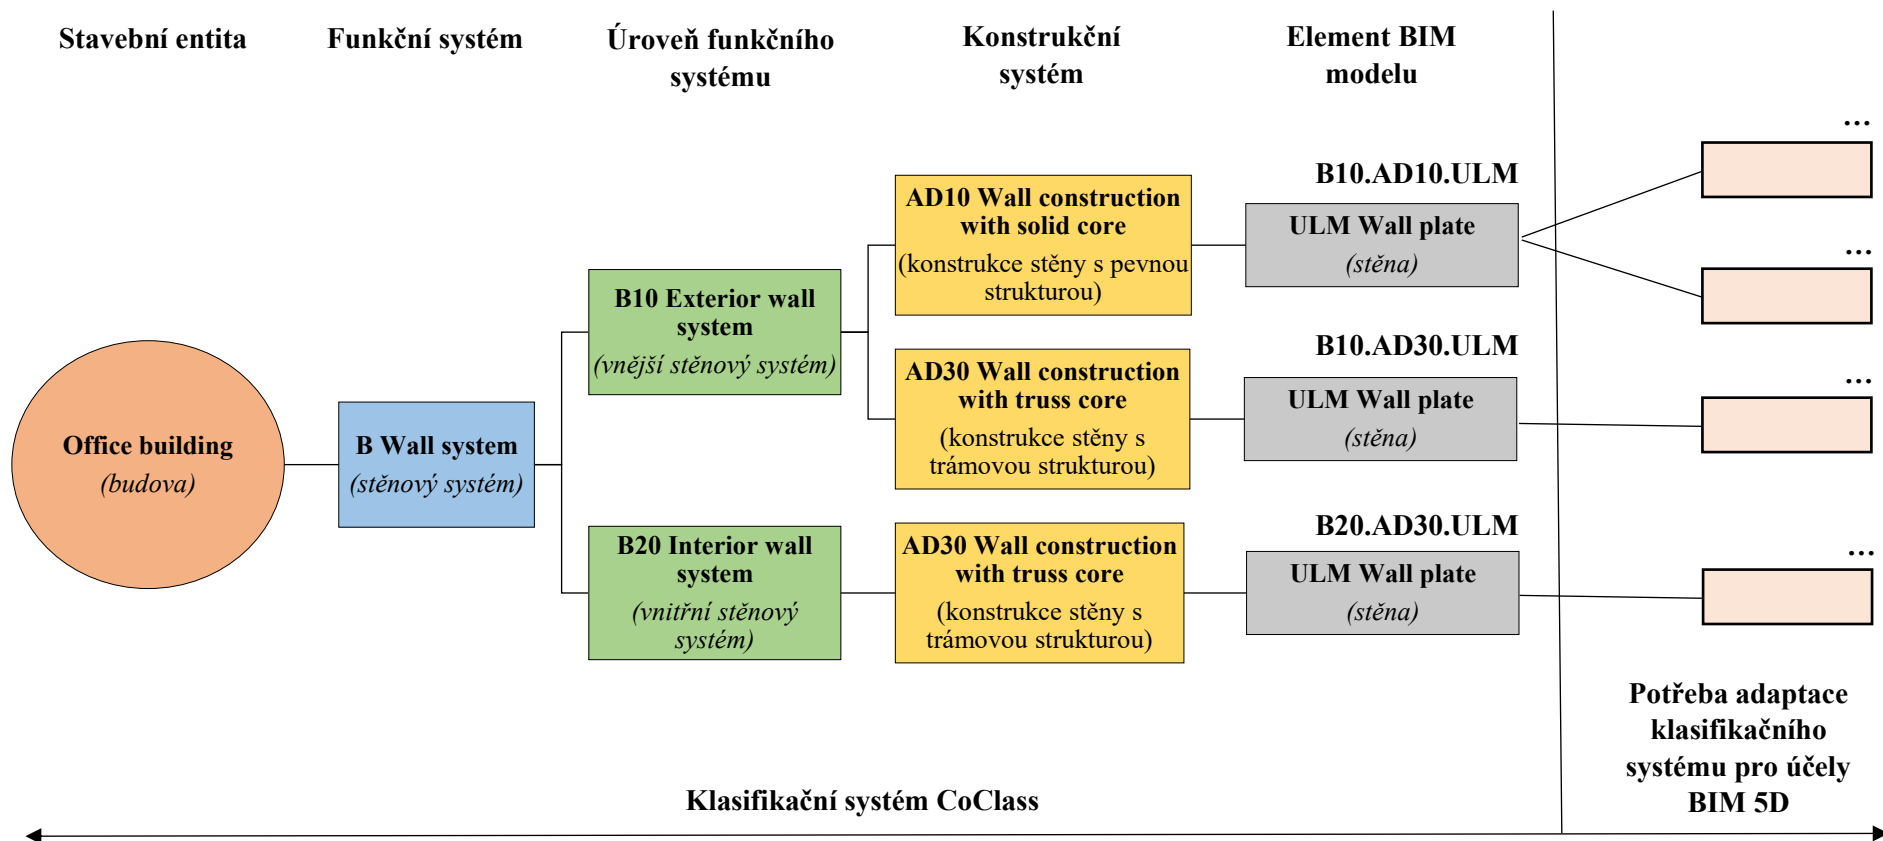 Stavební entita
Funkční systém
Úroveň funkčního
systému
Konstrukční
systém
Element BIM
modelu
Office building
(budova)
B Wall system
(stěnový systém)
B10 Exterior wall
system
(vnější stěnový systém)
B20 Interior wall
system
(vnitřní stěnový
systém)
AD10 Wall construction
with solid core
(konstrukce stěny s pevnou
strukturou)
AD30 Wall construction
with truss core
(konstrukce stěny s
trámovou strukturou)
AD30 Wall construction
with truss core
(konstrukce stěny s
trámovou strukturou)
B10.AD10.ULM
ULM Wall plate
(stěna)
B10.AD30.ULM
ULM Wall plate
(stěna)
B20.AD30.ULM
ULM Wall plate
(stěna)
...
...
...
...
Potřeba adaptace
klasifikačního
systému pro účely
BIM 5D
Klasifikační systém CoClass